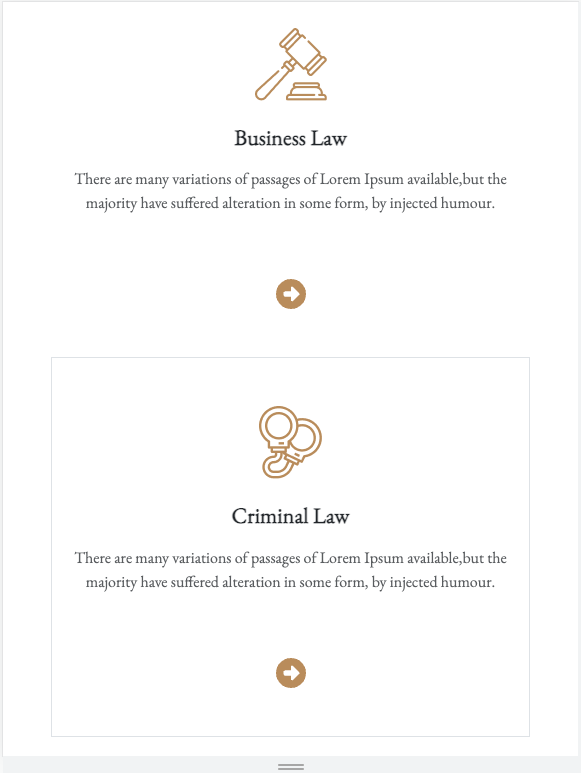 Business Law
There are many variations of passages of Lorem Ipsum available,but the
majority have suffered alteration in some form, by injected humour.
Criminal Law
There are many variations of passages of Lorem Ipsum available,but the
majority have suffered alteration in some form, by injected humour.